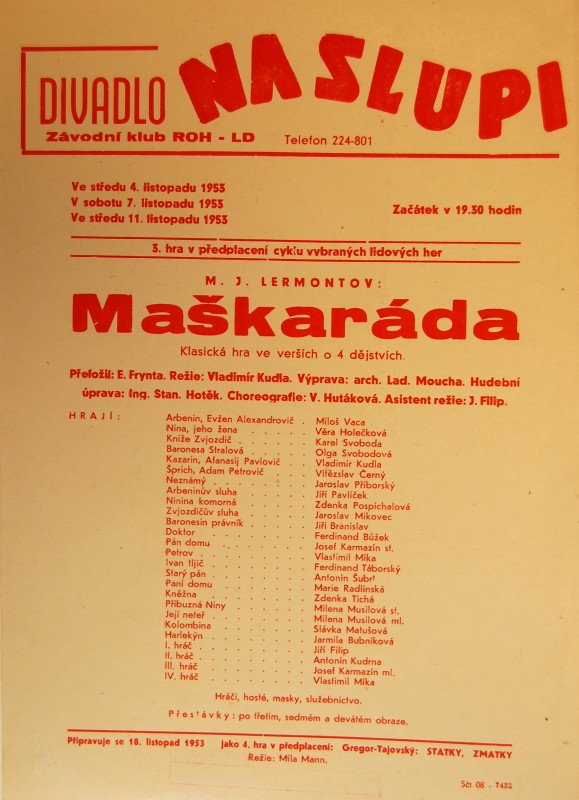 DIVADLO NA SLUPI
Závodní klub ROH - LD Telefon 224-801
Ve středu 4. listopadu 1953
V sobotu 7. listopadu 1953
Ve středu 11. listopadu 1953
Začátek v 19.30 hodin
3. hra v předplacení cyklu vybraných lidových her
M. J. LERMONTOV:
Maškaráda
Klasická hra ve verších o 4 dějstvích.
Přeložil: E. Frynta. Režie: Vladimír Kudla. Výprava: arch. Lad. Moucha. Hudební
úprava: Ing. Stan. Hotěk. Choreografie: V. Hutáková. Asistent režie: J. Filip.
HRAJÍ:
Arbenin, Evžen Alexandrovič . Miloš Vaca
Nina, jeho žena . . . . . Věra Holečková
Kníže Zvjozdič . . . . . Karel Svoboda
Baronesa Stralová . . . . Olga Svobodová
Kazarin, Afanasij Pavlovič . Vladimír Kudla
Šprich, Adam Petrovič . . Vítězslav Černý
Neznámý . . . . . . . Jaroslav Příborský
Arbeninův sluha . . . . . Jiří Pavlíček
Ninina komorná . . . . . Zdenka Pospíchalová
Zvjozdičův sluha . . . . . Jaroslav Mikovec
Baronesin právník . . . . . Jiří Branislav
Doktor . . . . . . . Ferdinand Bůžek
Pán domu . . . . . . Josef Karmazín st.
Petrov . . . . . . . . Vlastimil Míka
Ivan Iljič . . . . . . . Ferdinand Táborský
Starý pán . . . . . . Antonín Šubrt
Paní domu . . . . . . Marie Radlinská
Kněžna . . . . . . . Zdenka Tichá
Příbuzná Niny . . . . . Milena Musilová st.
Její neteř . . . . . . . Milena Musilová ml.
Kolombina . . . . . . Slávka Matušová
Harlekýn . . . . . . . Jarmila Bubníková
I. hráč . . . . . . . . Jiří Filip
II. hráč . . . . . . . Antonín Kudrna
III. hráč . . . . . . . Josef Karmazín ml.
IV. hráč . . . . . . . Vlastimil Míka
Hráči, hosté, masky, služebnictvo.
Přestávky: po třetím, sedmém a devátém obraze.
Připravuje se 18. listopad 1953 jako 4. hra v předplacení: Gregor-Tajovský: STATKY, ZMATKY
Režie: Míla Mann.
Sčt 08 - 7432